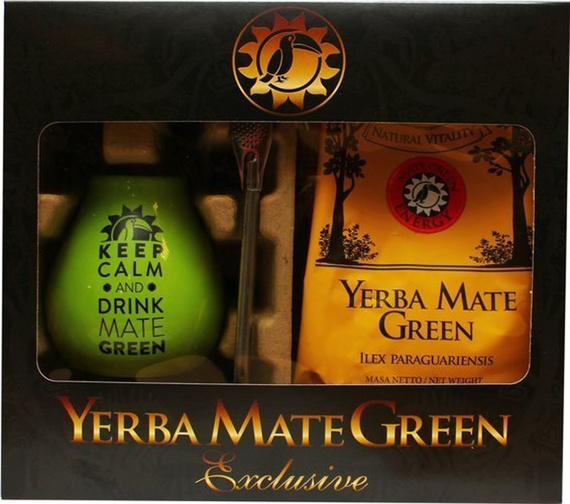 KEEP
CALM
AND
DRINK
MATE
GREEN
NATURAL VITALITY
ENERGY
YERBA MATE
GREEN
ILEX PARAGUARIENSIS
MASA NETTO / NET WEIGHT
YERBA MATE GREEN
Exclusive